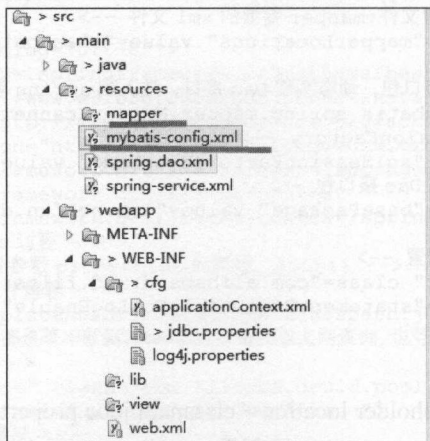 > src
> main
> java
> resources
mapper
mybatis-config.xml
spring-dao.xml
spring-service.xml
> webapp
META-INF
> WEB-INF
> cfg
applicationContext.xml
> jdbc.properties
log4j.properties
lib
view
web.xml